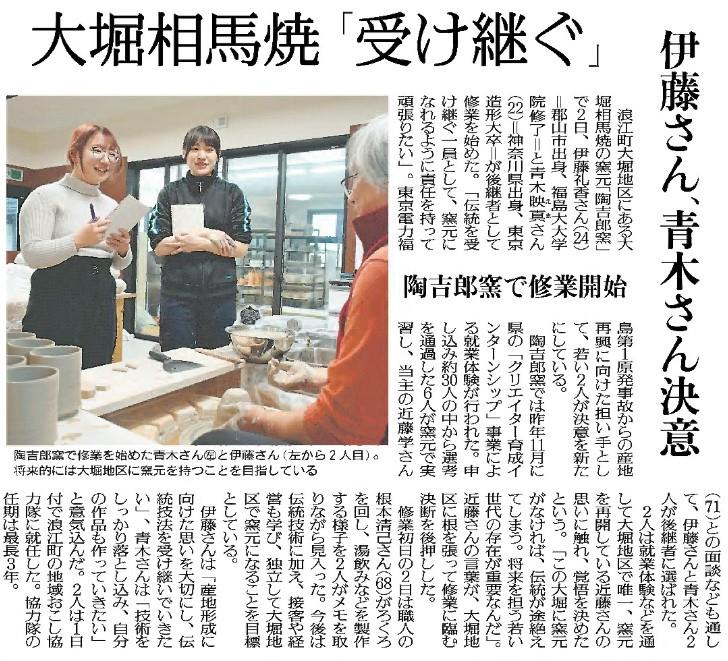 大堀相馬焼「受け継ぐ」
伊藤さん、青木さん決意
陶吉郎窯で修業開始
浪江町大堀地区にある大
堀相馬焼の窯元「陶吉郎窯」
で2日、伊藤礼香さん(24)
=郡山市出身、福島大大学
院修了=と青木映真さん
(22)=神奈川県出身、東京
造形大卒=が後継者として
修業を始めた。「伝統を受
け継ぐ一員として、窯元に
なれるように責任を持って
頑張りたい」。東京電力福
島第1原発事故からの産地
再興に向けた担い手とし
て、若い2人が決意を新た
にしている。
陶吉郎窯では昨年11月に
県の「クリエイター育成イ
ンターンシップ」事業によ
る就業体験が行われた。申
し込み約30人の中から選考
を通過した6人が窯元で実
習し、当主の近藤学さん
(71)との面談なども通し
て、伊藤さんと青木さん2
人が後継者に選ばれた。
2人は就業体験などを通
して大堀地区で唯一、窯元
を再開している近藤さんの
思いに触れ、覚悟を決めた
という。「この大堀に窯元
がなければ、伝統が途絶え
てしまう。将来を担う若い
世代の存在が重要なんだ」。
近藤さんの言葉が、大堀地
区に根を張って修業に臨む
決断を後押しした。
修業初日の2日は職人の
根本清己さん(68)がろくろ
を回し、湯飲みなどを製作
する様子を2人がメモを取
りながら見入った。今後は
伝統技術に加え、接客や経
営も学び、独立して大堀地
区で窯元になることを目標
としている。
伊藤さんは「産地形成に
向けた思いを大切にし、伝
統技法を受け継いでいきた
い」、青木さんは「技術を
しっかり落とし込み、自分
の作品も作っていきたい」
と意気込んだ。2人は1日
付で浪江町の地域おこし協
力隊に就任した。協力隊の
任期は最長3年。
陶吉郎窯で修業を始めた青木さん㊧と伊藤さん(左から2人目)。
将来的には大堀地区に窯元を持つことを目指している